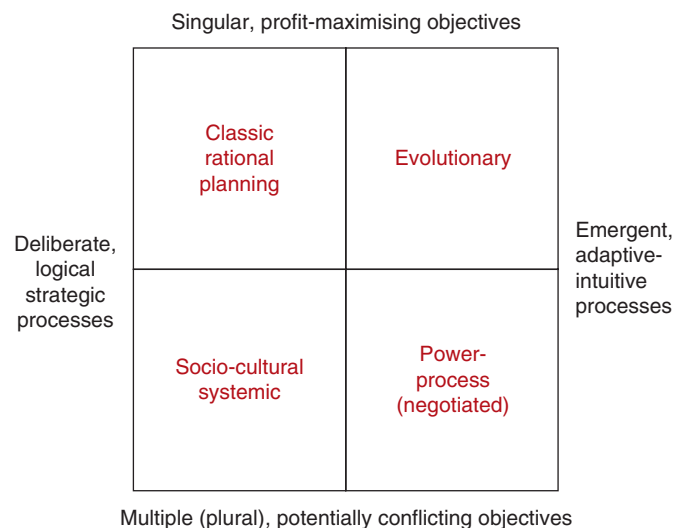 Singular, profit-maximising objectives
Classic
rational
planning
Evolutionary
Deliberate,
logical
strategic
processes
Emergent,
adaptive-
intuitive
processes
Socio-cultural
systemic
Power-
process
(negotiated)
Multiple (plural), potentially conflicting objectives